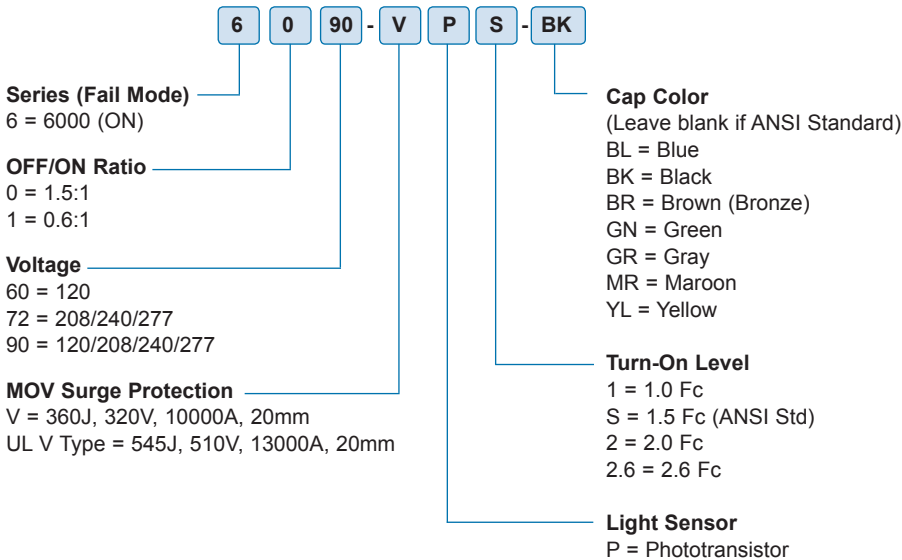 6 0 90 - V P S - BK
Series (Fail Mode)
6 = 6000 (ON)
OFF/ON Ratio
0 = 1.5:1
1 = 0.6:1
Voltage
60 = 120
72 = 208/240/277
90 = 120/208/240/277
MOV Surge Protection
V = 360J, 320V, 10000A, 20mm
UL V Type = 545J, 510V, 13000A, 20mm
Cap Color
(Leave blank if ANSI Standard)
BL = Blue
BK = Black
BR = Brown (Bronze)
GN = Green
GR = Gray
MR = Maroon
YL = Yellow
Turn-On Level
1 = 1.0 Fc
S = 1.5 Fc (ANSI Std)
2 = 2.0 Fc
2.6 = 2.6 Fc
Light Sensor
P = Phototransistor